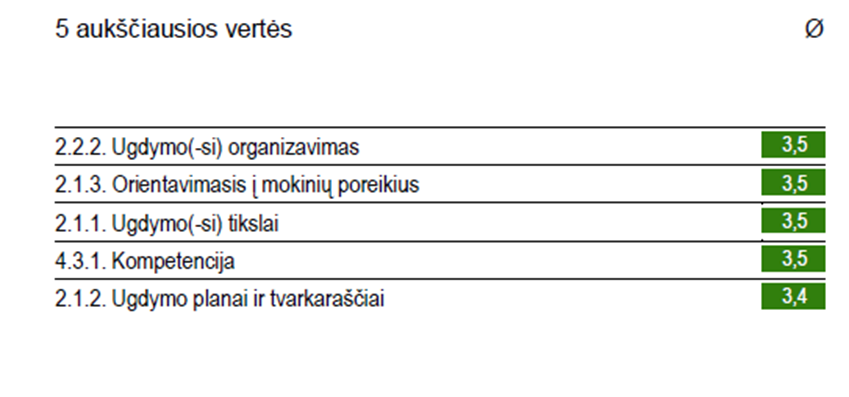 5 aukščiausios vertės Ø
2.2.2. Ugdymo(-si) organizavimas 3,5
2.1.3. Orientavimasis į mokinių poreikius 3,5
2.1.1. Ugdymo(-si) tikslai 3,5
4.3.1. Kompetencija 3,5
2.1.2. Ugdymo planai ir tvarkaraščiai 3,4